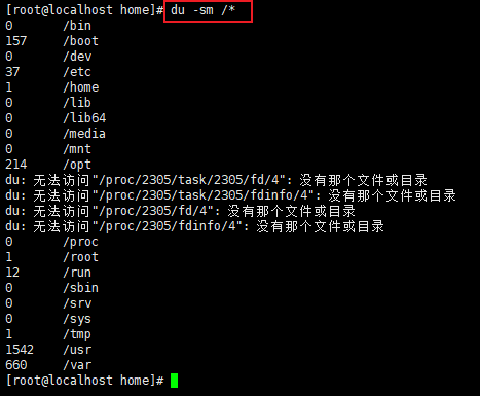 [root@localhost home]# du -sm /*
0 /bin
157 /boot
0 /dev
37 /etc
1 /home
0 /lib
0 /lib64
0 /media
0 /mnt
214 /opt
du: 无法访问"/proc/2305/task/2305/fd/4": 没有那个文件或目录
du: 无法访问"/proc/2305/task/2305/fdinfo/4": 没有那个文件或目录
du: 无法访问"/proc/2305/fd/4": 没有那个文件或目录
du: 无法访问"/proc/2305/fdinfo/4": 没有那个文件或目录
0 /proc
1 /root
12 /run
0 /sbin
0 /srv
0 /sys
1 /tmp
1542 /usr
660 /var
[root@localhost home]#